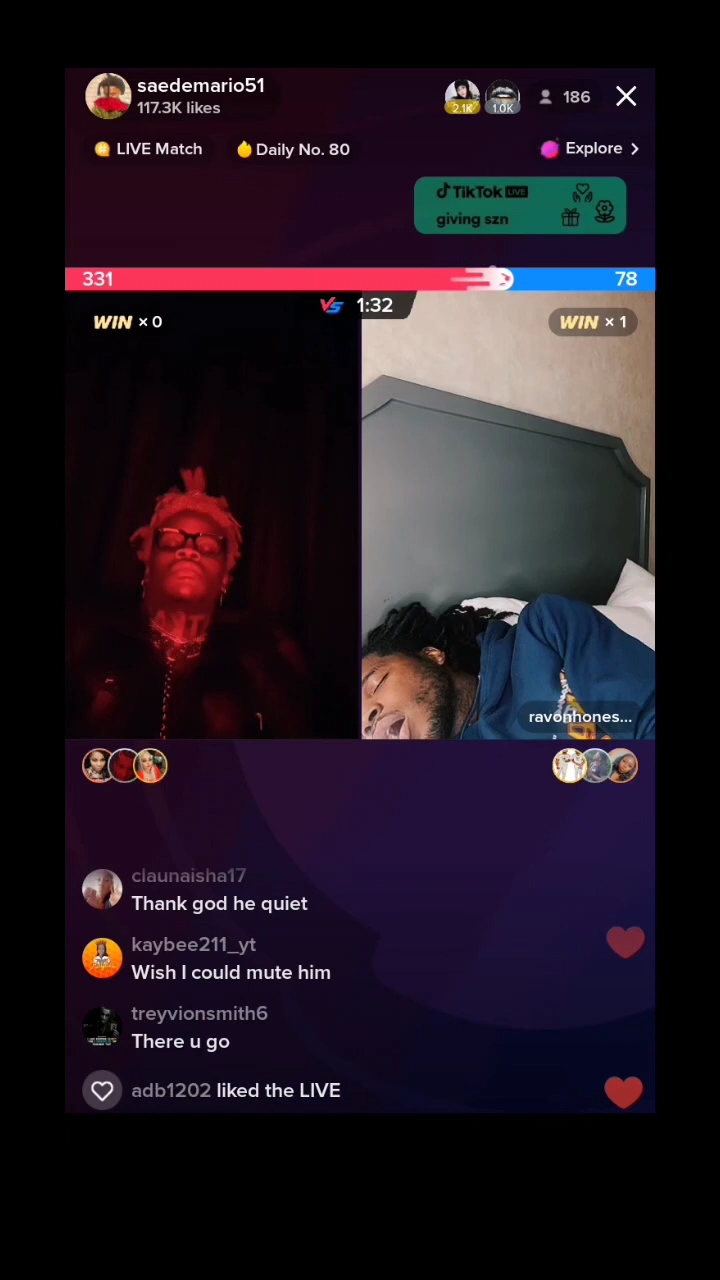 saedemario51
117.3K likes
2.1K
1.0K
186
LIVE Match
Daily No. 80
Explore
TikTok LIVE
giving szn
331
78
VS 1:32
WIN × 0
WIN × 1
ravonhones...
claunaisha17
Thank god he quiet
kaybee211_yt
Wish I could mute him
treyvionsmith6
There u go
adb1202 liked the LIVE